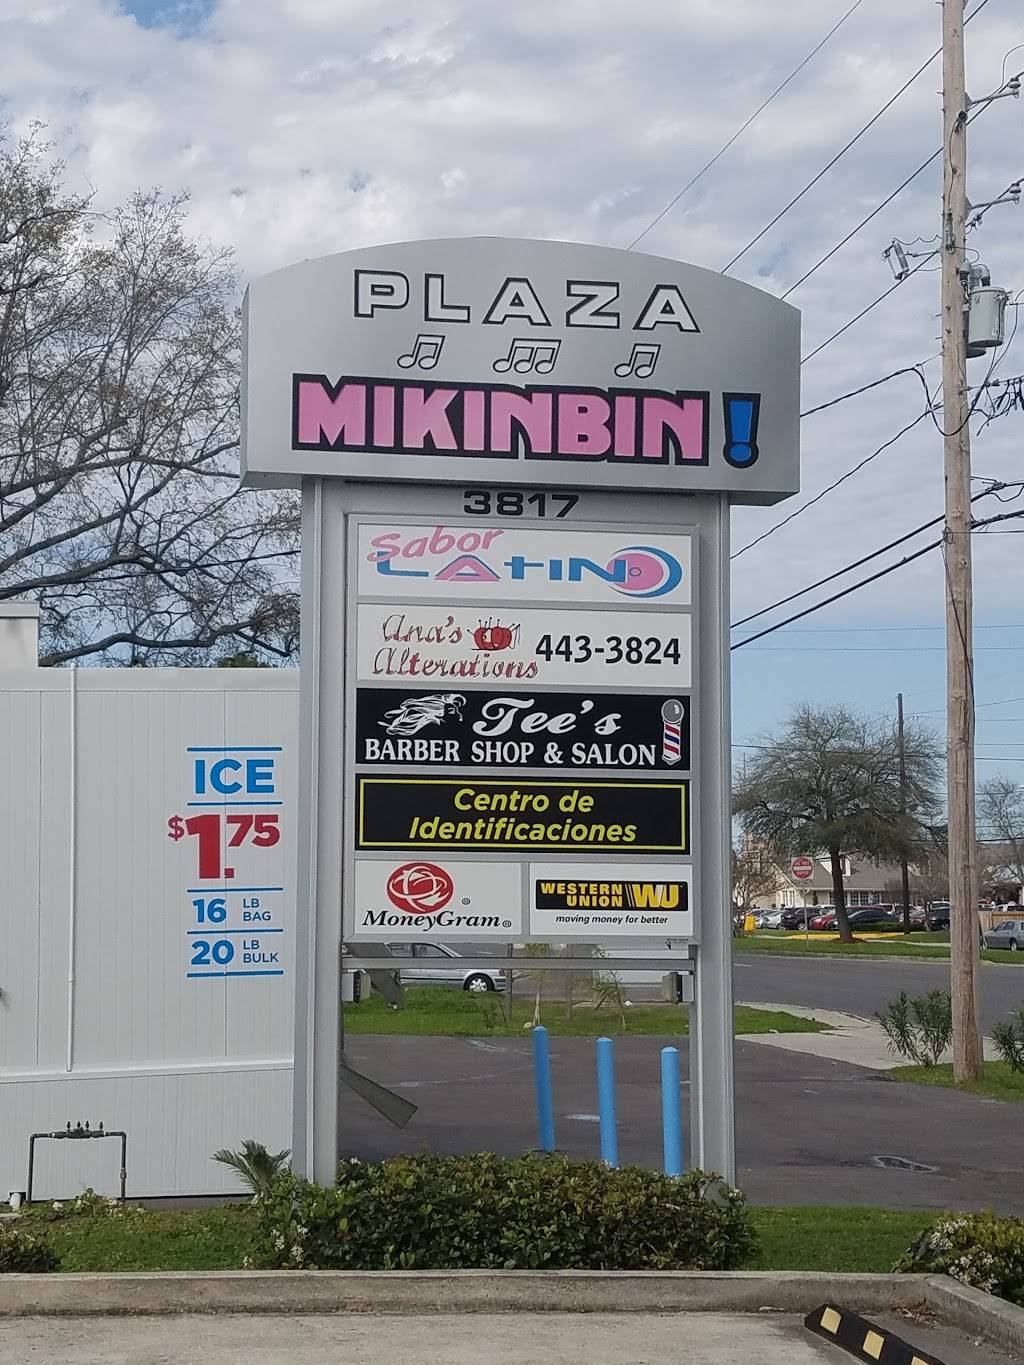 PLAZA
MIKINBIN!
3817
Sabor
LATINO
Ana's
Alterations
443-3824
Tee's
BARBER SHOP & SALON
Centro de
Identificaciones
MoneyGram®
WESTERN
UNION
WU
moving money for better
ICE
$1.75
16 LB
BAG
20 LB
BULK